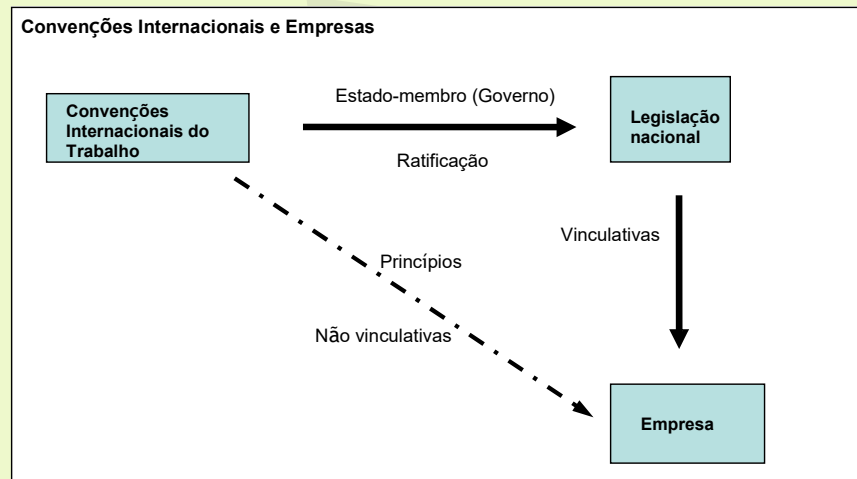 Convenções Internacionais e Empresas
Estado-membro (Governo)
Convenções
Internacionais do
Trabalho
Legislação
nacional
Ratificação
Vinculativas
Princípios
Não vinculativas
Empresa